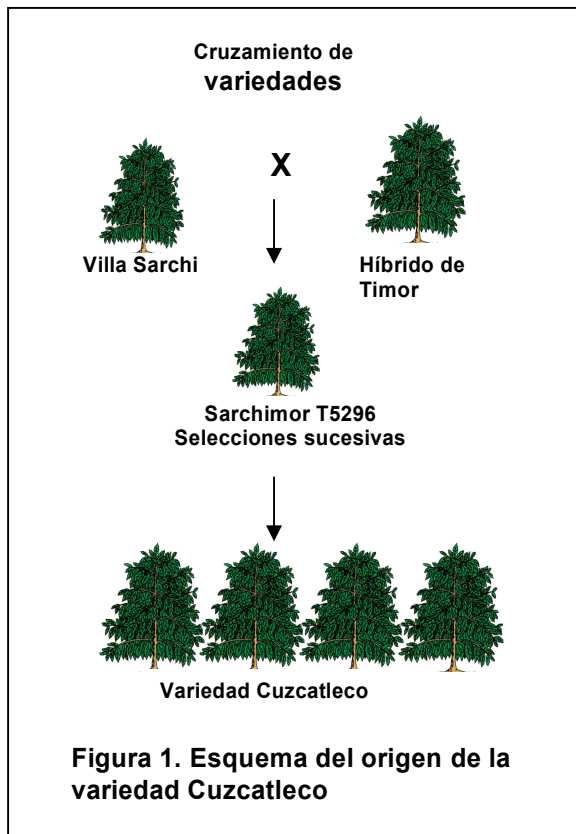 Cruzamiento de
variedades
X
Villa Sarchi
Híbrido de
Timor
Sarchimor T5296
Selecciones sucesivas
Variedad Cuzcatleco
Figura 1. Esquema del origen de la
variedad Cuzcatleco